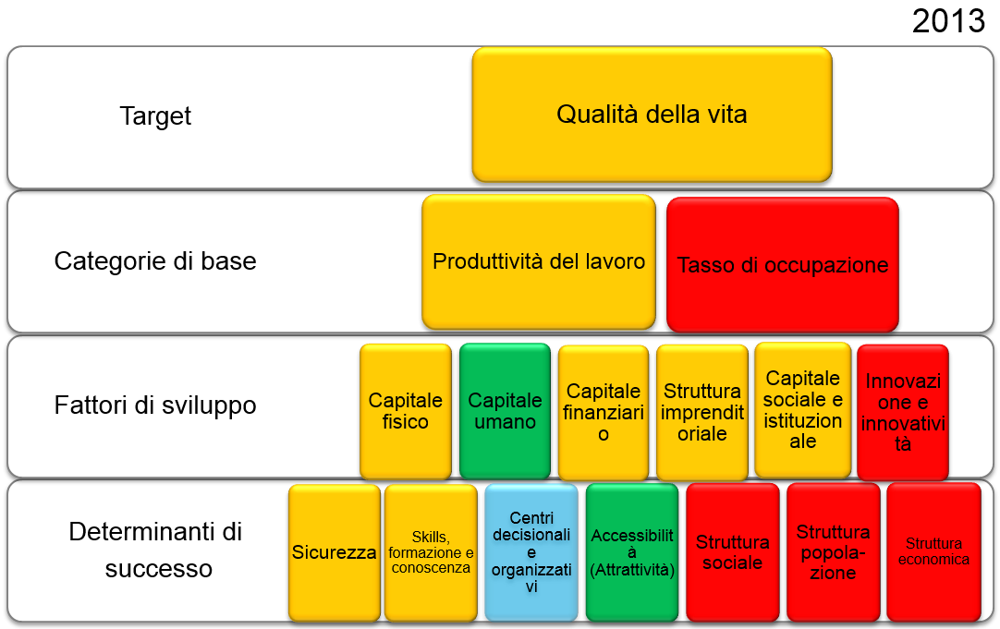 2013
Target
Qualità della vita
Categorie di base
Produttività del lavoro
Tasso di occupazione
Fattori di sviluppo
Capitale
fisico
Capitale
umano
Capitale
finanziari
o
Struttura
imprendit
oriale
Capitale
sociale e
istituzion
ale
Innovazi
one e
innovativi
tà
Determinanti di
successo
Sicurezza
Skills,
formazione e
conoscenza
Centri
decisionali
e
organizzati
vi
Accessibilit
à
(Attrattività)
Struttura
sociale
Struttura
popola-
zione
Struttura
economica